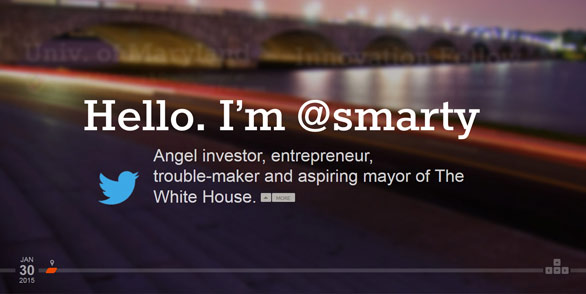 Univ. of Maryland
Innovation Fellow
Hello. I’m @smarty
Angel investor, entrepreneur,
trouble-maker and aspiring mayor of The
White House.
MORE
JAN
30
2015